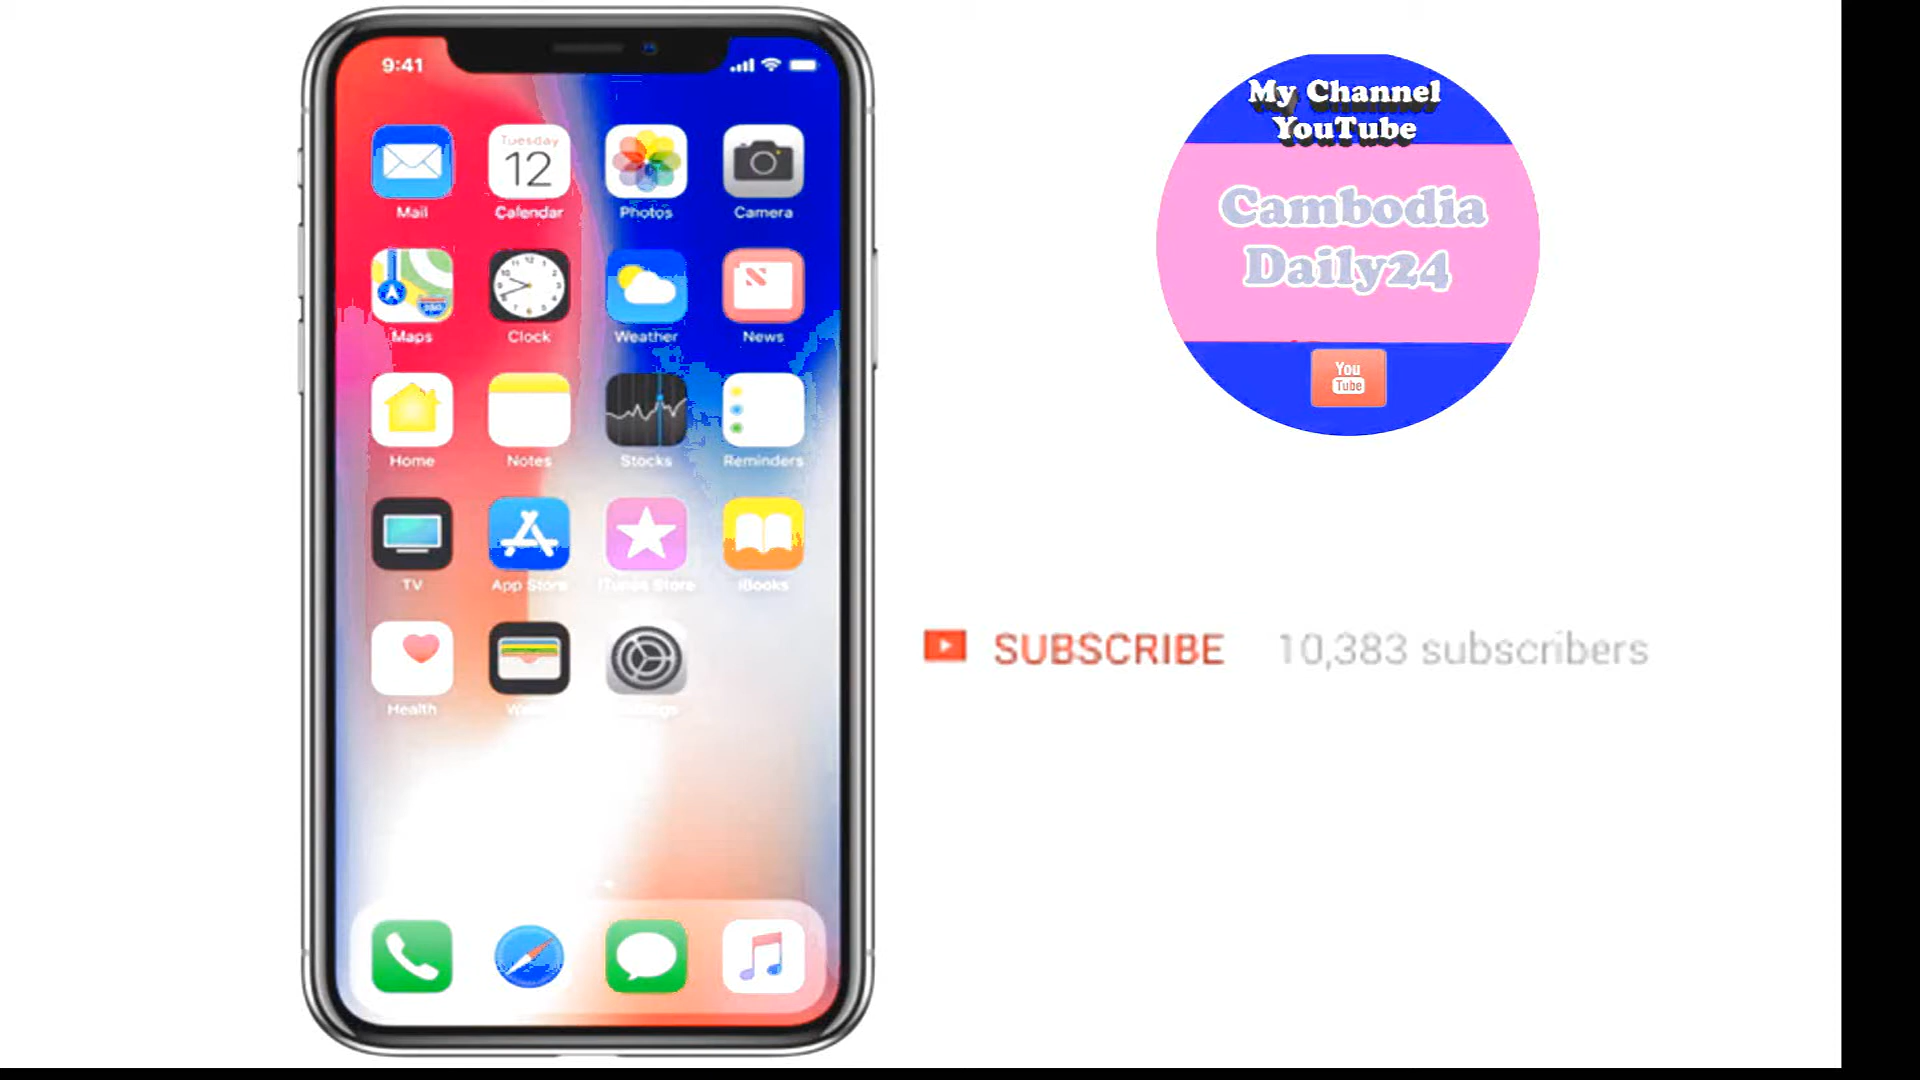 9:41
My Channel
YouTube
Tuesday
12
Mail
Calendar
Photos
Camera
Cambodia
Daily24
Maps
Clock
Weather
News
You
Tube
Home
Notes
Stocks
Reminders
TV
App Store
iTunes Store
iBooks
SUBSCRIBE 10,383 subscribers
Health